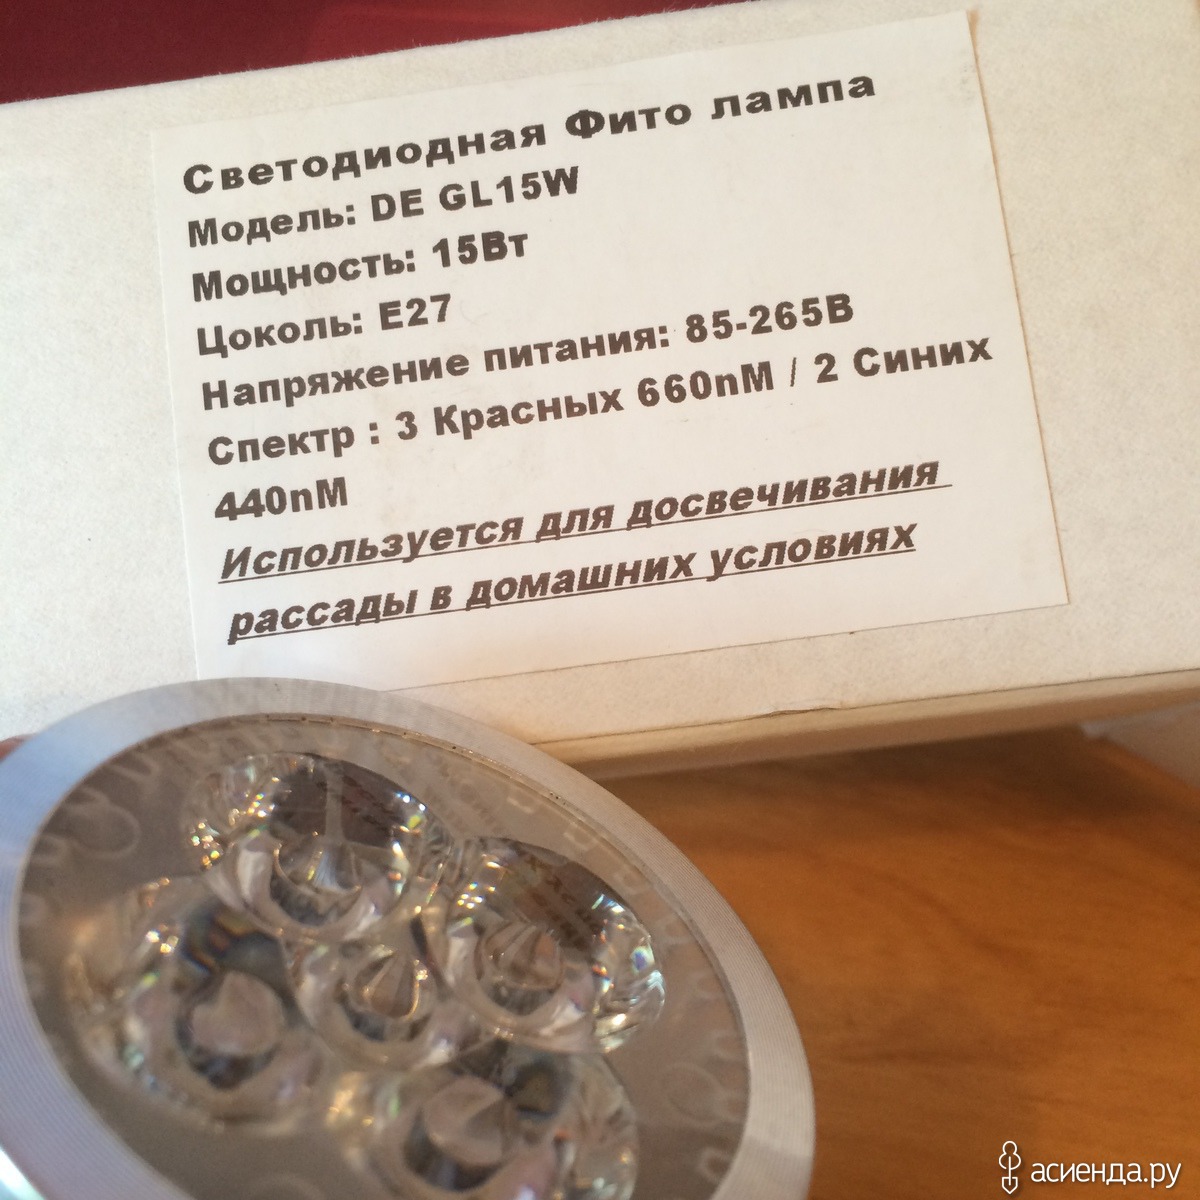 Светодиодная Фито лампа
Модель: DE GL15W
Мощность: 15Вт
Цоколь: E27
Напряжение питания: 85-265В
Спектр : 3 Красных 660nM / 2 Синих
440nM
Используется для досвечивания
рассады в домашних условиях
асиенда.ру